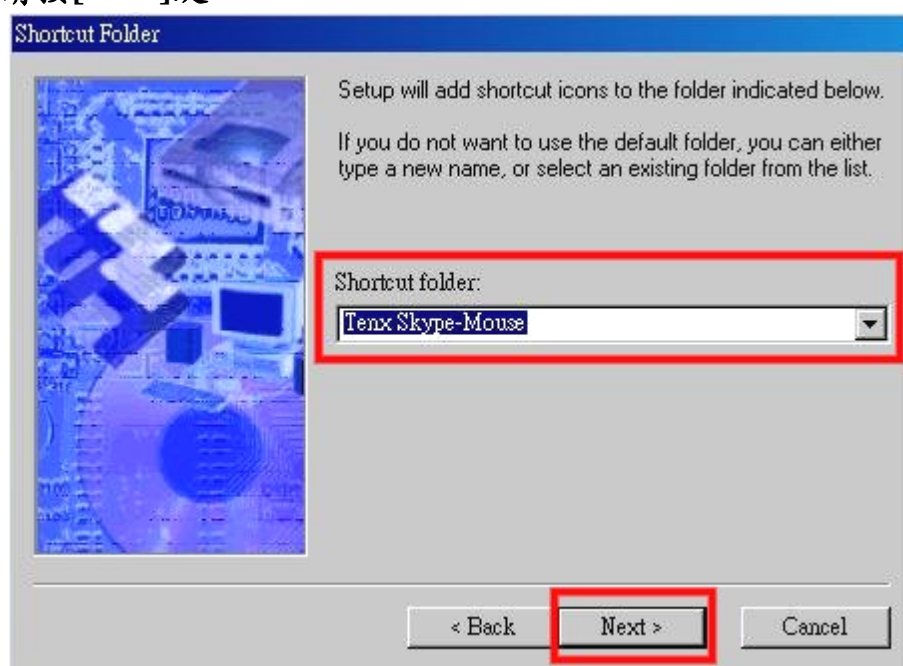 Shortcut Folder
Setup will add shortcut icons to the folder indicated below.
If you do not want to use the default folder, you can either
type a new name, or select an existing folder from the list.
Shortcut folder:
Tenx Skype-Mouse
< Back Next > Cancel